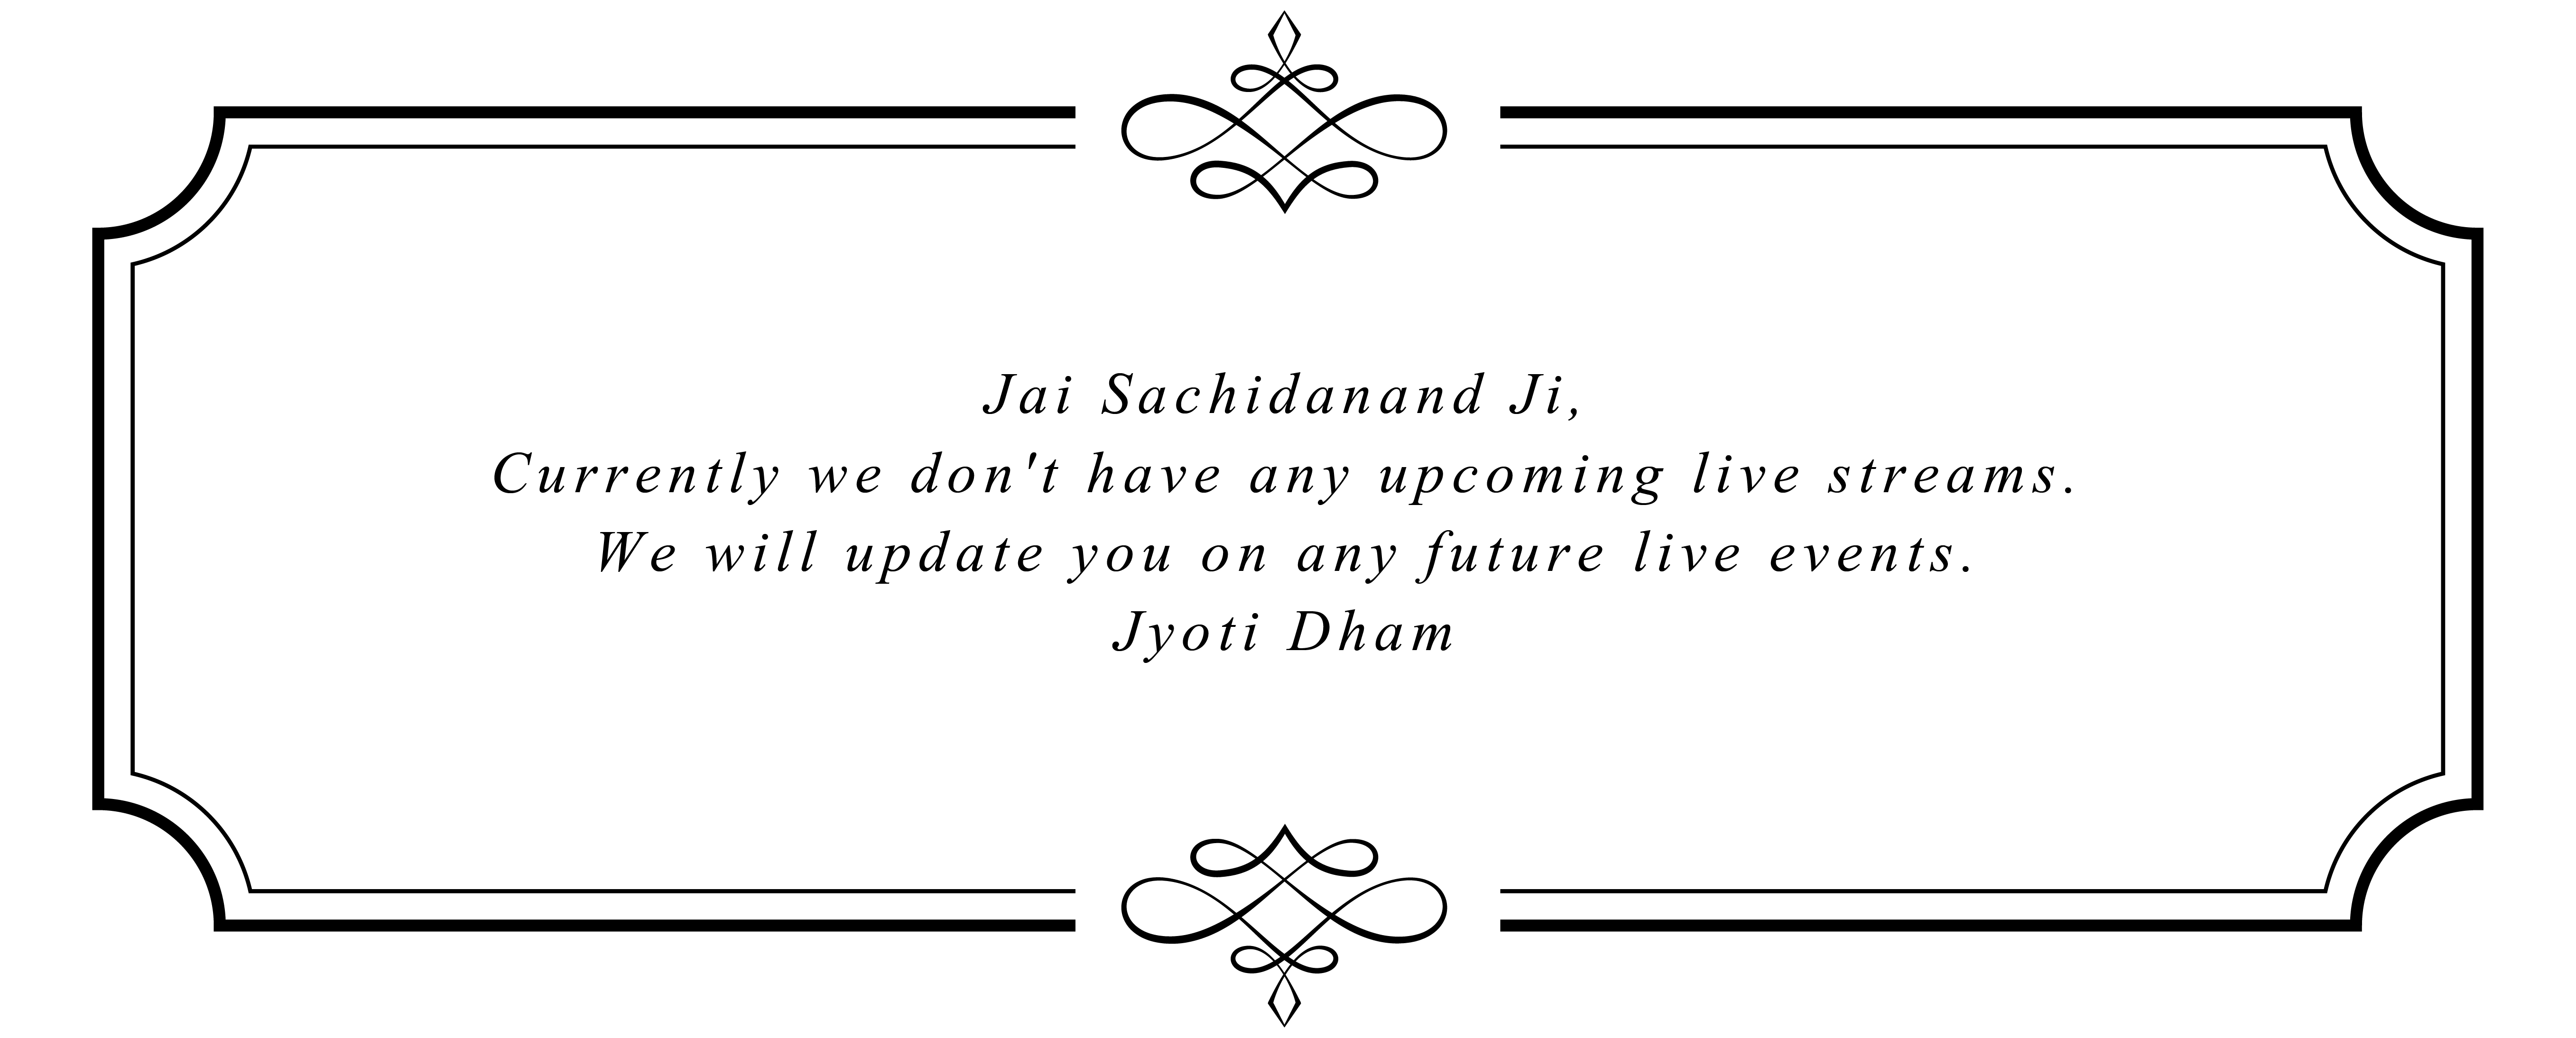 Jai Sachidanand Ji,
Currently we don't have any upcoming live streams.
We will update you on any future live events.
Jyoti Dham